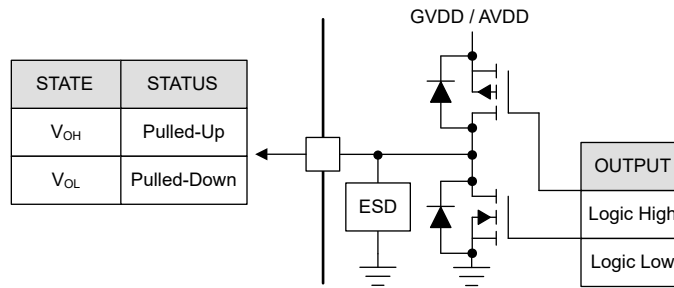 GVDD / AVDD
STATE STATUS
VOH Pulled-Up
VOL Pulled-Down
ESD
OUTPUT
Logic High
Logic Low